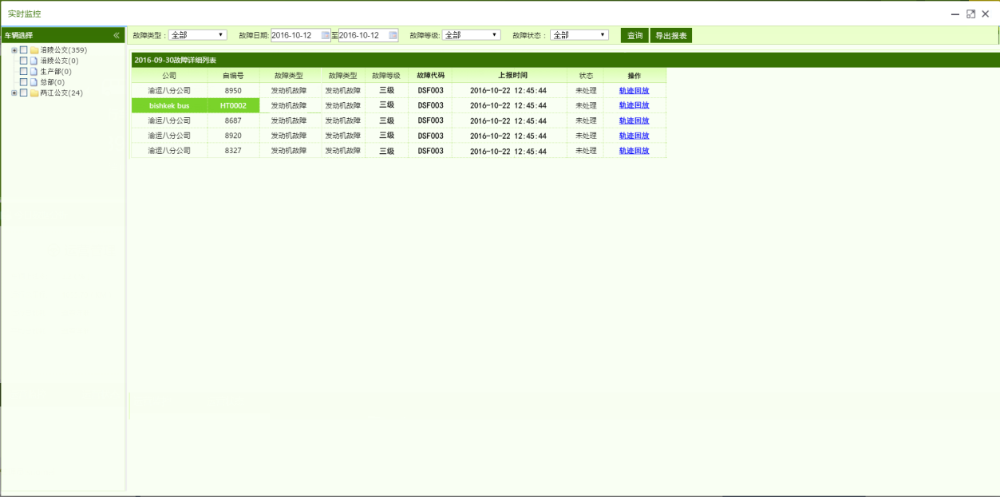 实时监控
车辆选择
涪陵公交(359)
涪陵公交(0)
生产部(0)
总部(0)
两江公交(24)
故障类型： 全部 故障日期: 2016-10-12 至 2016-10-12 故障等级: 全部 故障状态： 全部 查询 导出报表
2016-09-30故障详细列表
公司 自编号 故障类型 故障类型 故障等级 故障代码 上报时间 状态 操作
渝运八分公司 8950 发动机故障 发动机故障 三级 DSF003 2016-10-22 12:45:44 未处理 轨迹回放
bishkek bus HT0002 发动机故障 发动机故障 三级 DSF003 2016-10-22 12:45:44 未处理 轨迹回放
渝运八分公司 8687 发动机故障 发动机故障 三级 DSF003 2016-10-22 12:45:44 未处理 轨迹回放
渝运八分公司 8920 发动机故障 发动机故障 三级 DSF003 2016-10-22 12:45:44 未处理 轨迹回放
渝运八分公司 8327 发动机故障 发动机故障 三级 DSF003 2016-10-22 12:45:44 未处理 轨迹回放